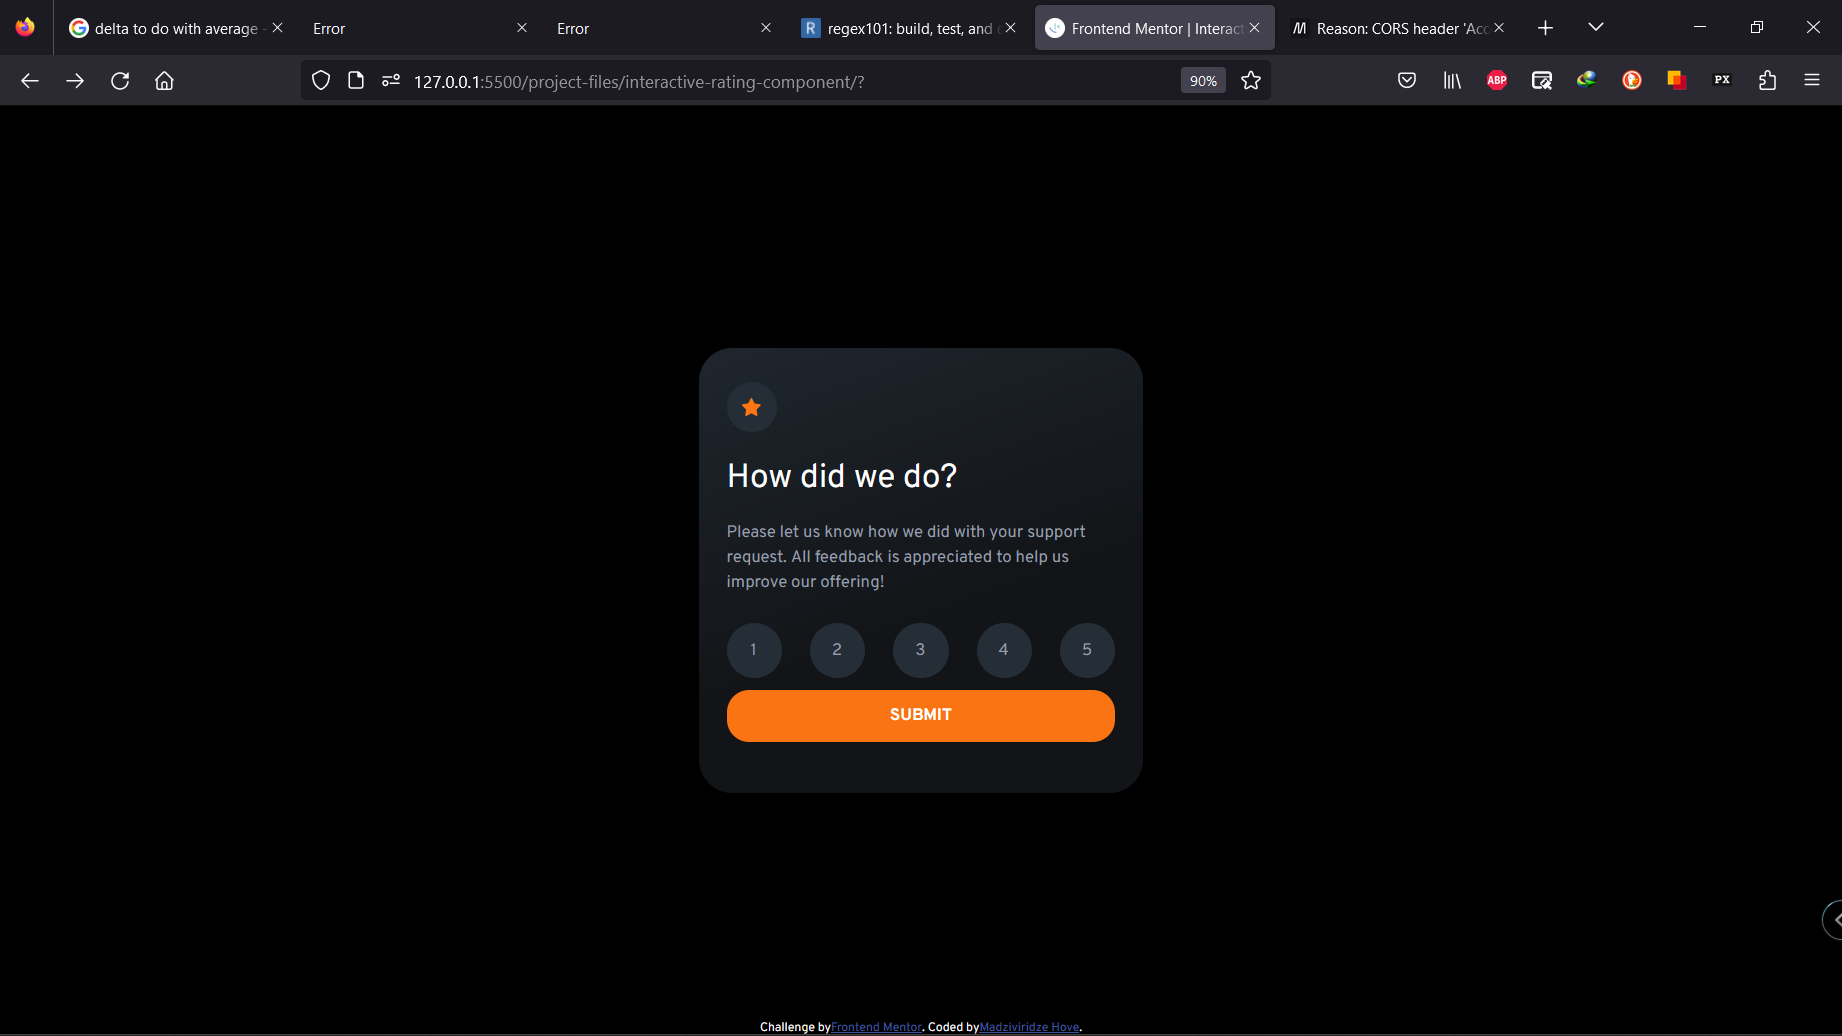 delta to do with average -
Error
Error
regex101: build, test, and
Frontend Mentor | Interact
Reason: CORS header 'Acc
127.0.0.1:5500/project-files/interactive-rating-component/?
90%
ABP
PX
How did we do?
Please let us know how we did with your support
request. All feedback is appreciated to help us
improve our offering!
1 2 3 4 5
SUBMIT
Challenge by Frontend Mentor. Coded by Madziviridze Hove.